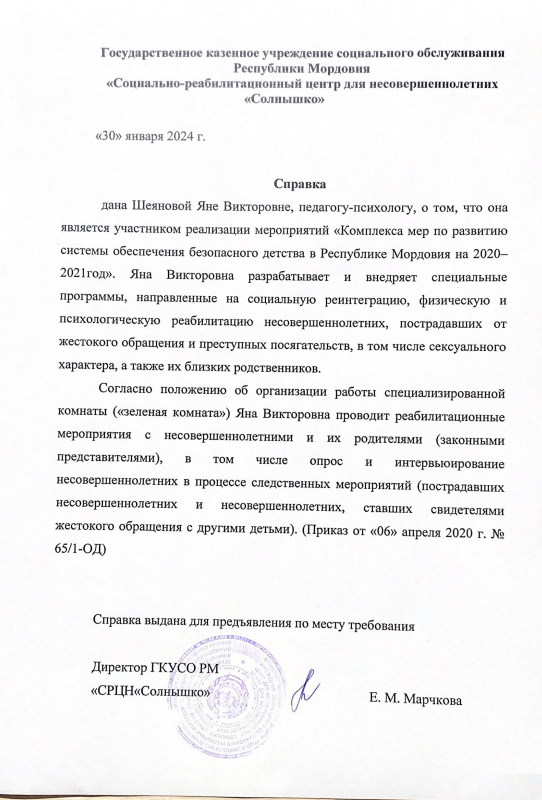 Государственное казенное учреждение социального обслуживания
Республики Мордовия
«Социально-реабилитационный центр для несовершеннолетних
«Солнышко»
«30» января 2024 г.
Справка
дана Шеяновой Яне Викторовне, педагогу-психологу, о том, что она
является участником реализации мероприятий «Комплекса мер по развитию
системы обеспечения безопасного детства в Республике Мордовия на 2020–
2021год». Яна Викторовна разрабатывает и внедряет специальные
программы, направленные на социальную реинтеграцию, физическую и
психологическую реабилитацию несовершеннолетних, пострадавших от
жестокого обращения и преступных посягательств, в том числе сексуального
характера, а также их близких родственников.
Согласно положению об организации работы специализированной
комнаты («зеленая комната») Яна Викторовна проводит реабилитационные
мероприятия с несовершеннолетними и их родителями (законными
представителями), в том числе опрос и интервьюирование
несовершеннолетних в процессе следственных мероприятий (пострадавших
несовершеннолетних и несовершеннолетних, ставших свидетелями
жестокого обращения с другими детьми). (Приказ от «06» апреля 2020 г. №
65/1-ОД)
Справка выдана для предъявления по месту требования
Директор ГКУСО РМ
«СРЦН«Солнышко»
Е. М. Марчкова